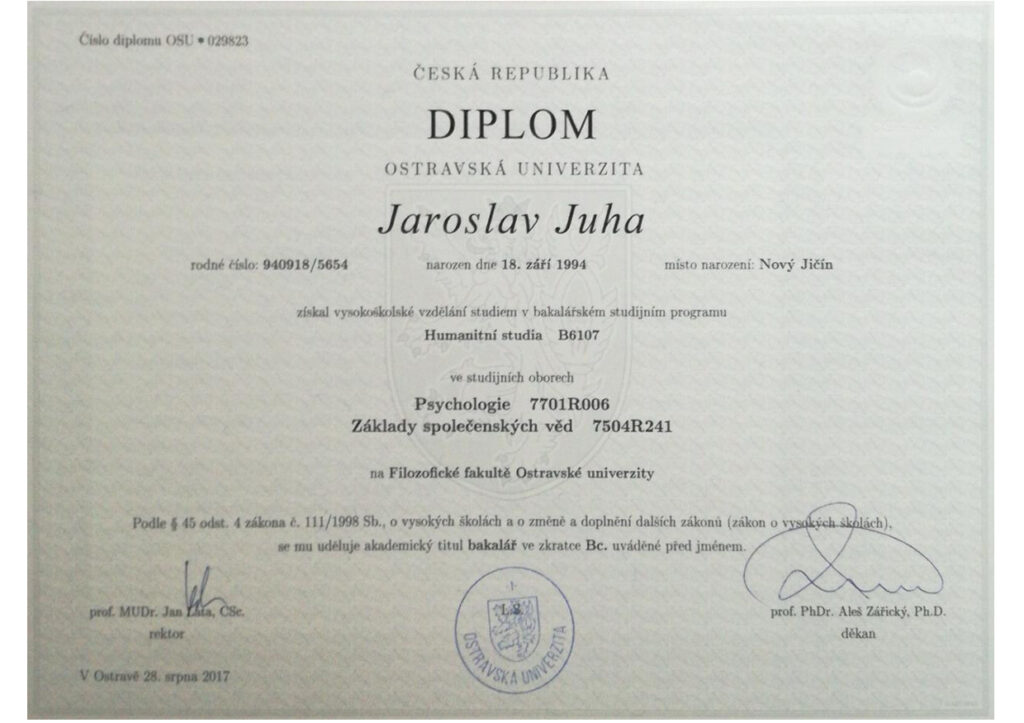 Číslo diplomu OSU • 029823
ČESKÁ REPUBLIKA
DIPLOM
OSTRAVSKÁ UNIVERZITA
Jaroslav Juha
rodné číslo: 940918/5654 narozen dne 18. září 1994 místo narození: Nový Jičín
získal vysokoškolské vzdělání studiem v bakalářském studijním programu
Humanitní studia B6107
ve studijních oborech
Psychologie 7701R006
Základy společenských věd 7504R241
na Filozofické fakultě Ostravské univerzity
Podle § 45 odst. 4 zákona č. 111/1998 Sb., o vysokých školách a o změně a doplnění dalších zákonů (zákon o vysokých školách),
se mu uděluje akademický titul bakalář ve zkratce Bc. uváděné před jménem.
prof. MUDr. Jan Lata, CSc.
rektor
L.S.
-1-
OSTRAVSKÁ UNIVERZITA
prof. PhDr. Aleš Zářický, Ph.D.
děkan
V Ostravě 28. srpna 2017